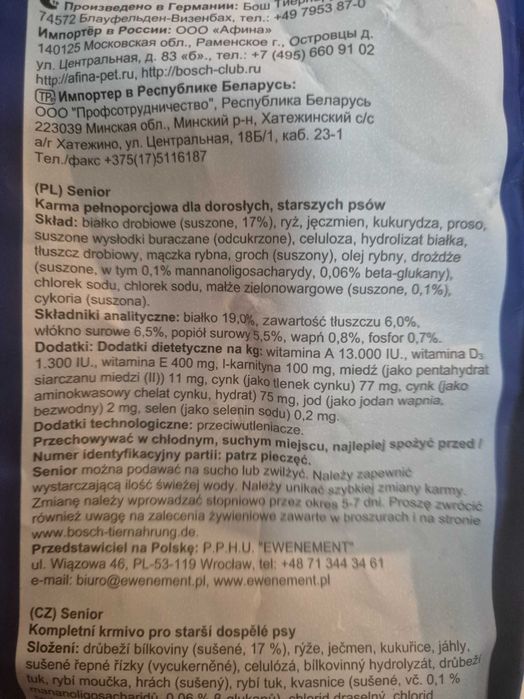 Произведено в Германии: Бош
74572 Блауфельден-Визенбах, тел.: +49 7953 87-0
Импортёр в России: ООО «Афина»
140125 Московская обл., Раменское г., Островцы д.
ул. Центральная, д. 83 «б»., тел.: +7 (495) 660 91 02
http://afina-pet.ru, http://bosch-club.ru
Импортер в Республике Беларусь:
ООО "Профсотрудничество", Республика Беларусь
223039 Минская обл., Минский р-н, Хатежинский с/с
а/г Хатежино, ул. Центральная, 18Б/1, каб. 23-1
Тел./факс +375(17)5116187
(PL) Senior
Karma pełnoporcjowa dla dorosłych, starszych psów
Skład: białko drobiowe (suszone, 17%), ryż, jęczmien, kukurydza, proso,
suszone wysłodki buraczane (odcukrzone), celuloza, hydrolizat białka,
tłuszcz drobiowy, mączka rybna, groch (suszony), olej rybny, drożdże
(suszone, w tym 0,1% mannanoligosacharydy, 0,06% beta-glukany),
chlorek sodu, chlorek sodu, małże zielonowargowe (suszone, 0,1%),
cykoria (suszona).
Składniki analityczne: białko 19,0%, zawartość tłuszczu 6,0%,
włókno surowe 6,5%, popiół surowy 5,5%, wapń 0,8%, fosfor 0,7%.
Dodatki: Dodatki dietetyczne na kg: witamina A 13.000 IU., witamina D₃
1.300 IU., witamina E 400 mg, l-karnityna 100 mg, miedź (jako pentahydrat
siarczanu miedzi (II)) 11 mg, cynk (jako tlenek cynku) 77 mg, cynk (jako
aminokwasowy chelat cynku, hydrat) 75 mg, jod (jako jodan wapnia,
bezwodny) 2 mg, selen (jako selenin sodu) 0,2 mg.
Dodatki technologiczne: przeciwutleniacze.
Przechowywać w chłodnym, suchym miejscu, najlepiej spożyć przed /
Numer identyfikacyjny partii: patrz pieczęć.
Senior można podawać na sucho lub zwilżyć. Należy zapewnić
wystarczającą ilość świeżej wody. Należy unikać szybkiej zmiany karmy.
Zmianę należy wprowadzać stopniowo przez okres 5-7 dni. Proszę zwrócić
również uwagę na zalecenia żywieniowe zawarte w broszurach i na stronie
www.bosch-tiernahrung.de.
Przedstawiciel na Polskę: P.P.H.U. "EWENEMENT"
ul. Wiązowa 46, PL-53-119 Wrocław, tel: +48 71 344 34 61
e-mail: biuro@ewenement.pl, www.ewenement.pl
(CZ) Senior
Kompletní krmivo pro starší dospělé psy
Složení: drůbeží bílkoviny (sušené, 17 %), rýže, ječmen, kukuřice, jáhly,
sušené řepné řízky (vycukerněné), celulózá, bílkovinný hydrolyzát, drůbeží
tuk, rybí moučka, hrách (sušený), rybí tuk, kvasnice (sušené, vč. 0,1 %
mananoligosacharidů, 0,06 % glukanů), chlorid draselný, chlorid